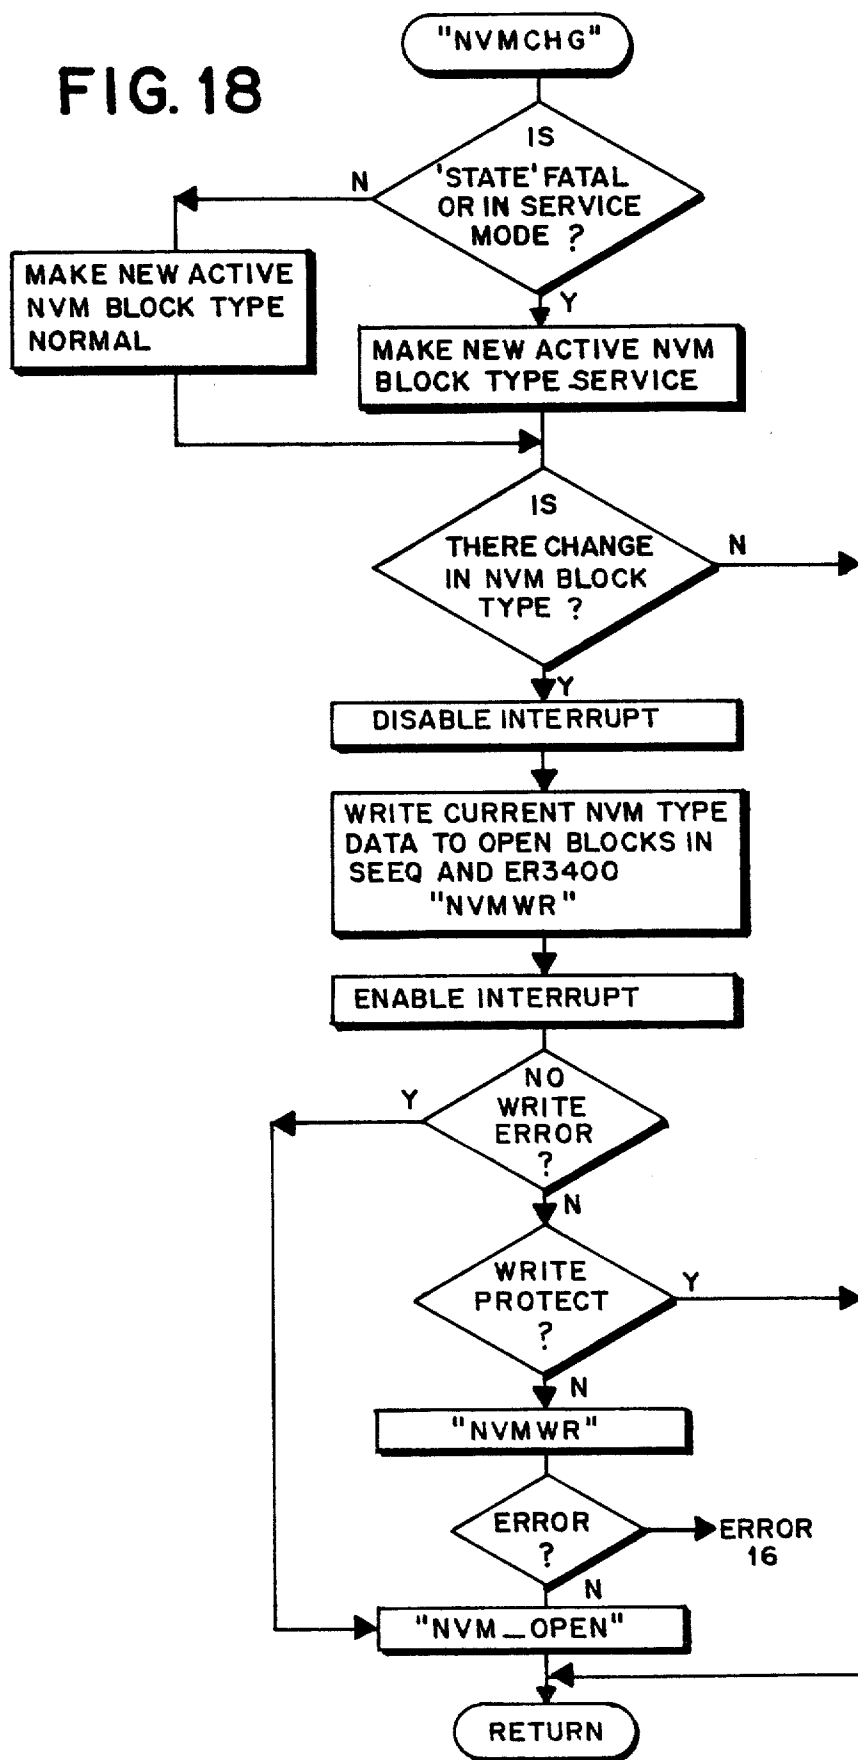 "NVMCHG"
FIG. 18
IS
'STATE' FATAL
OR IN SERVICE
MODE ?
N
Y
MAKE NEW ACTIVE
NVM BLOCK TYPE
NORMAL
MAKE NEW ACTIVE NVM
BLOCK TYPE SERVICE
IS
THERE CHANGE
IN NVM BLOCK
TYPE ?
N
Y
DISABLE INTERRUPT
WRITE CURRENT NVM TYPE
DATA TO OPEN BLOCKS IN
SEEQ AND ER3400
"NVMWR"
ENABLE INTERRUPT
NO
WRITE
ERROR
?
Y
N
WRITE
PROTECT
?
Y
N
"NVMWR"
ERROR
?
ERROR
16
N
"NVM_OPEN"
RETURN